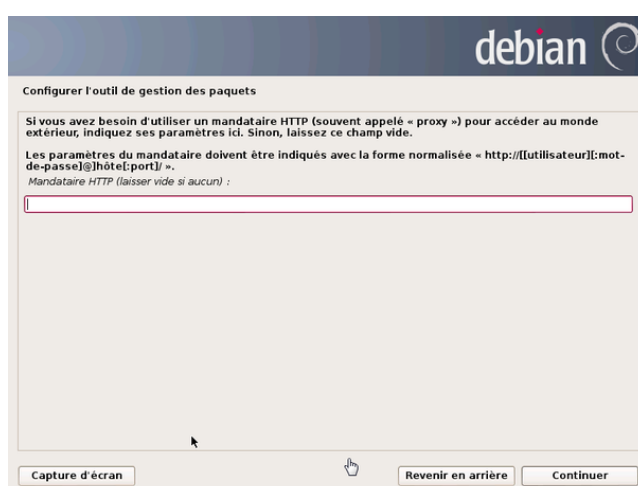 debian
Configurer l'outil de gestion des paquets
Si vous avez besoin d'utiliser un mandataire HTTP (souvent appelé « proxy ») pour accéder au monde
extérieur, indiquez ses paramètres ici. Sinon, laissez ce champ vide.
Les paramètres du mandataire doivent être indiqués avec la forme normalisée « http://[[utilisateur][:mot-
de-passe]@]hôte[:port]/ ».
Mandataire HTTP (laisser vide si aucun) :
Capture d'écran
Revenir en arrière
Continuer